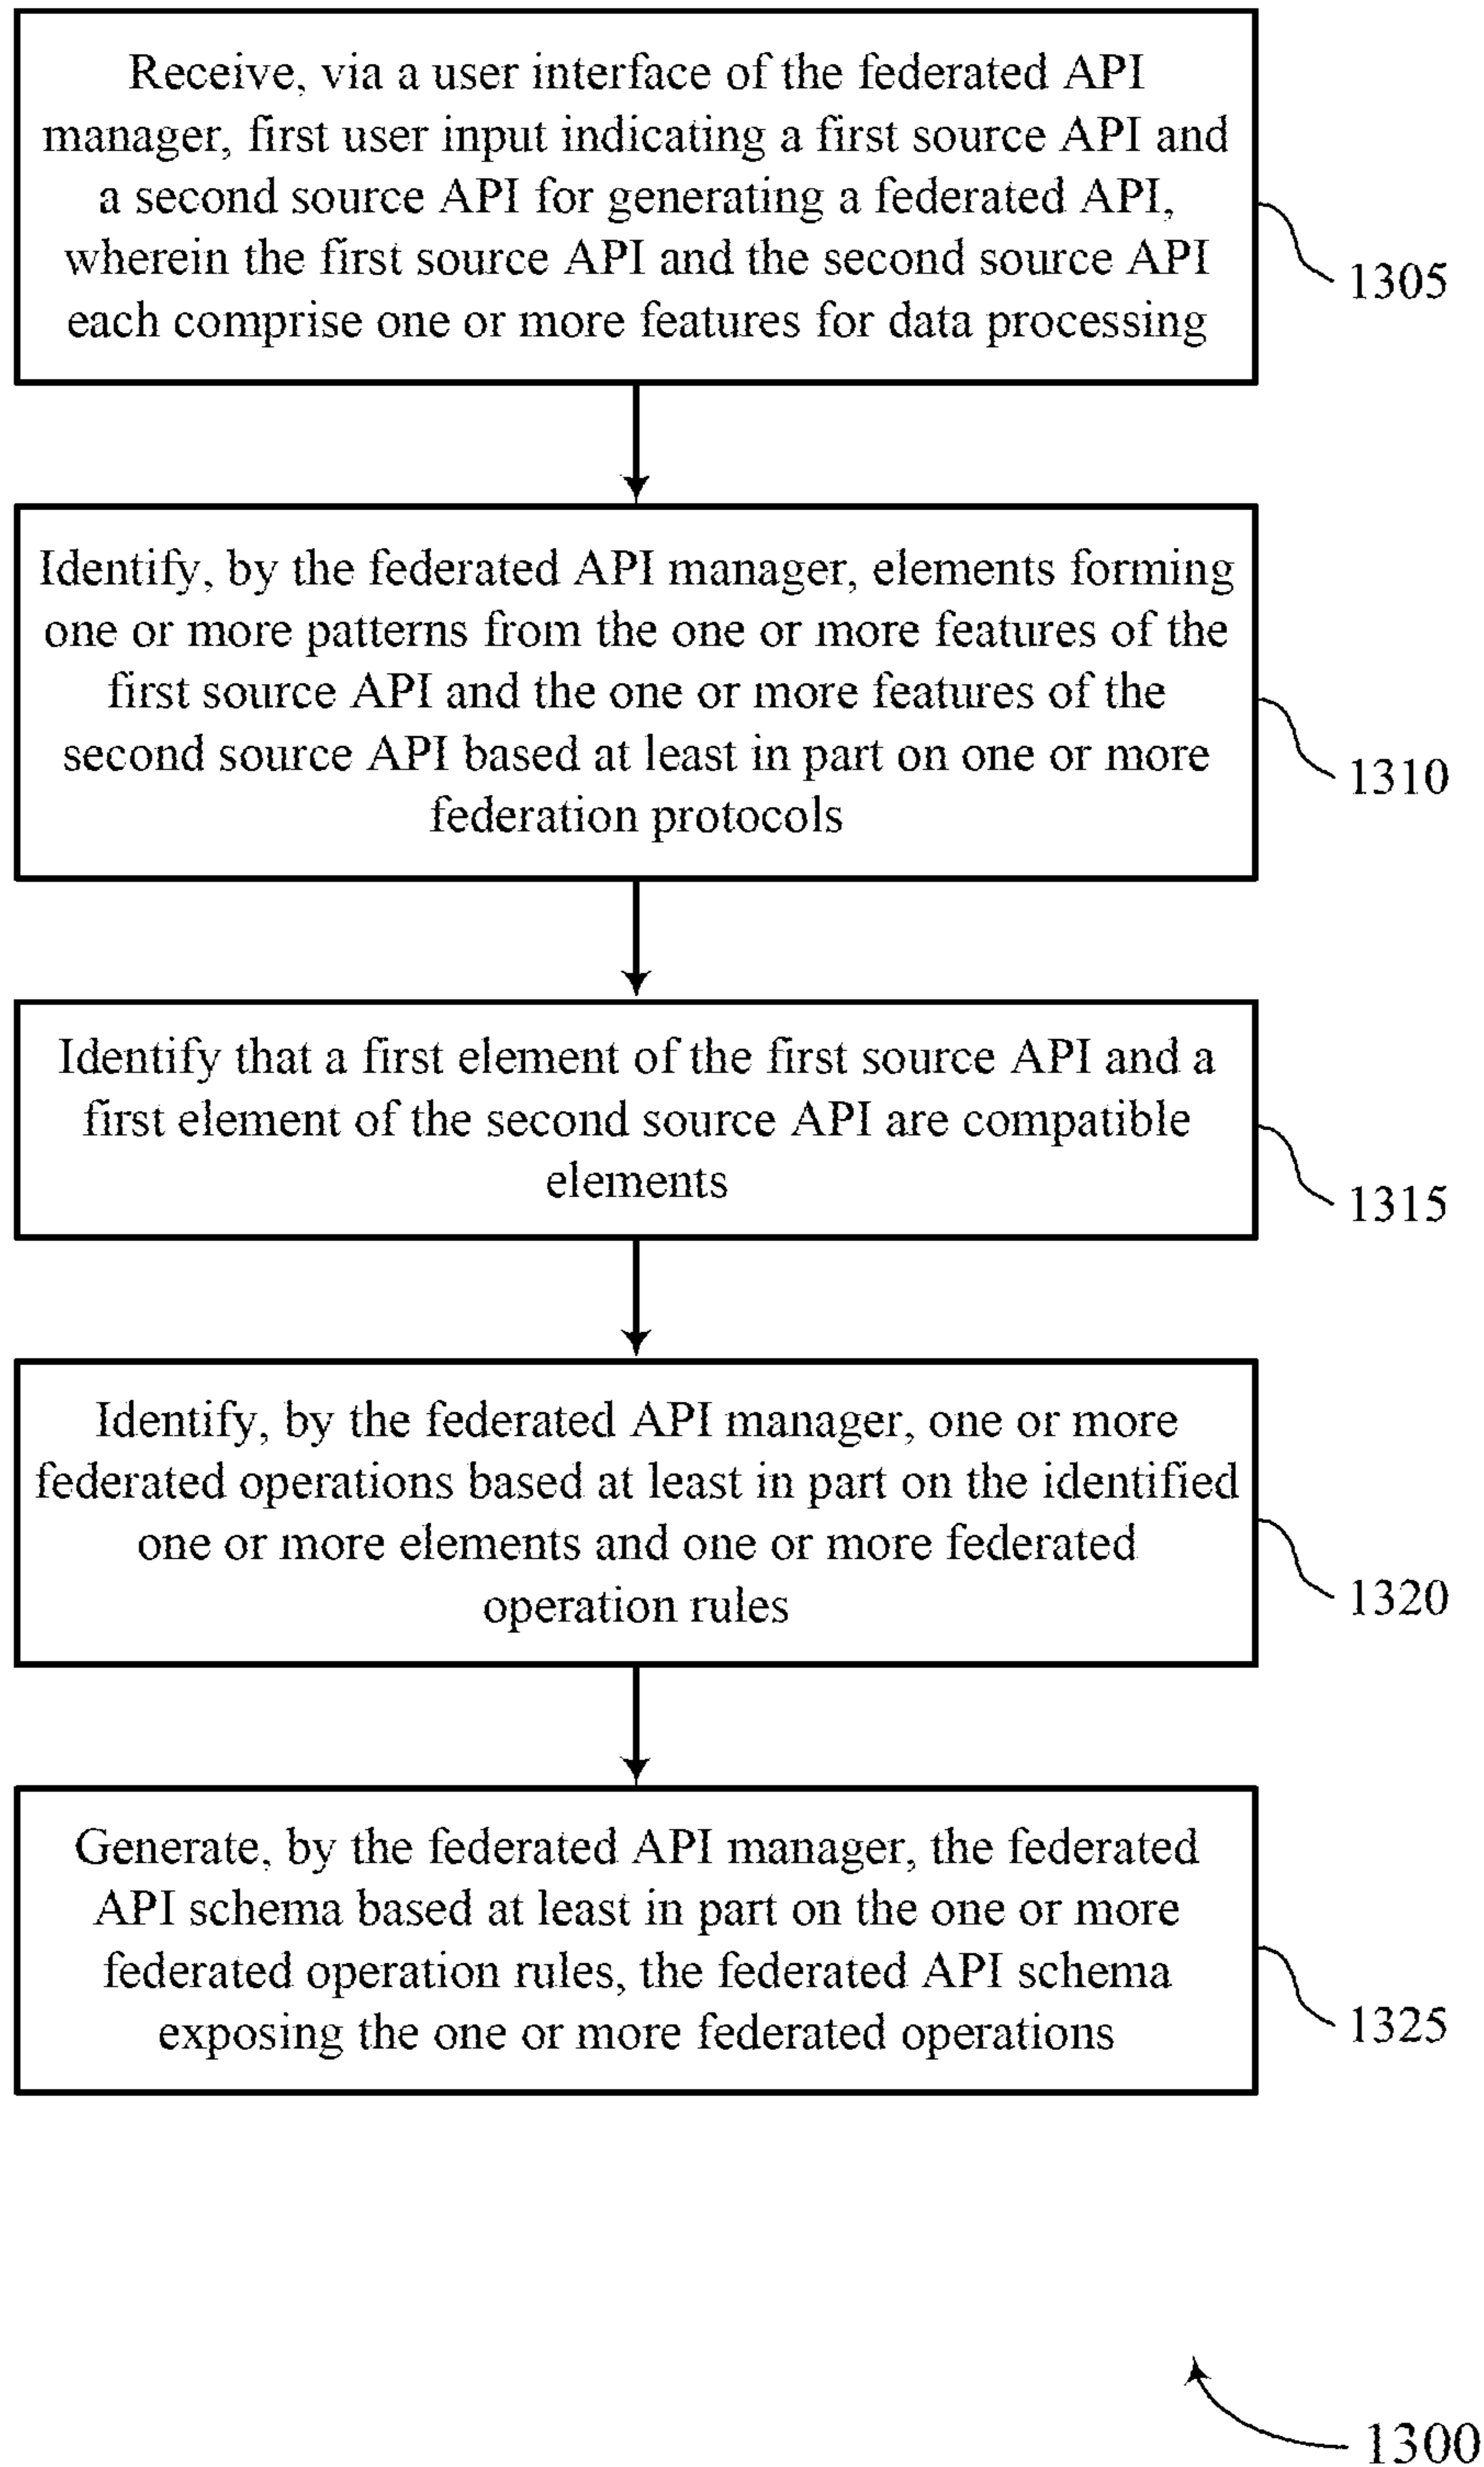 Receive, via a user interface of the federated API
manager, first user input indicating a first source API and
a second source API for generating a federated API,
wherein the first source API and the second source API
each comprise one or more features for data processing
1305
Identify, by the federated API manager, elements forming
one or more patterns from the one or more features of the
first source API and the one or more features of the
second source API based at least in part on one or more
federation protocols
1310
Identify that a first element of the first source API and a
first element of the second source API are compatible
elements
1315
Identify, by the federated API manager, one or more
federated operations based at least in part on the identified
one or more elements and one or more federated
operation rules
1320
Generate, by the federated API manager, the federated
API schema based at least in part on the one or more
federated operation rules, the federated API schema
exposing the one or more federated operations
1325
1300